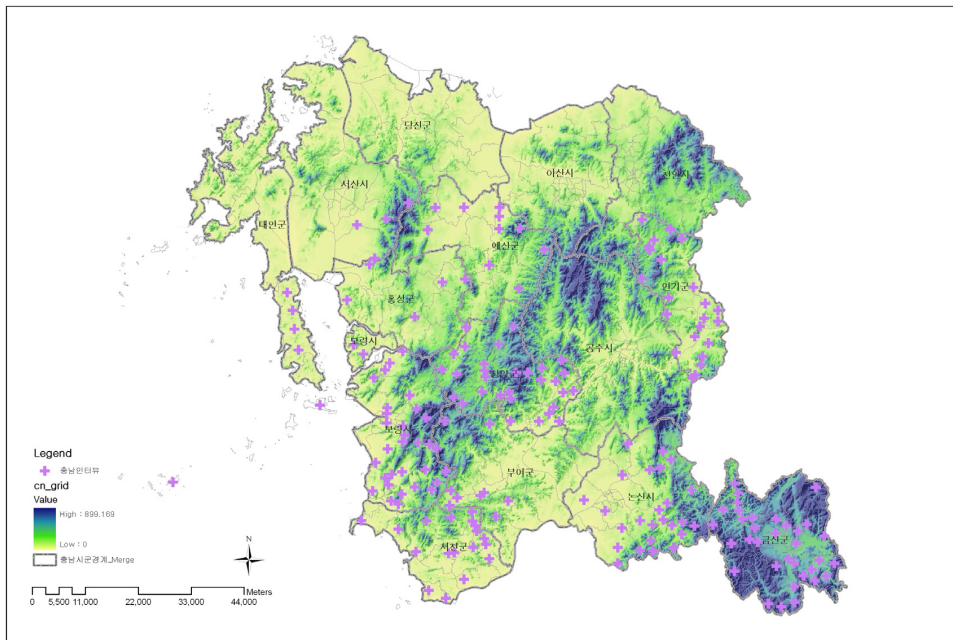 당진군
아산시
천안시
서산시
태안군
예산군
연기군
홍성군
보령시
공주시
청양군
보령시
부여군
논산시
서천군
금산군
Legend
충남인터뷰
cn_grid
Value
High : 899.169
Low : 0
충남시군경계_Merge
N
Meters
0 5,500 11,000 22,000 33,000 44,000